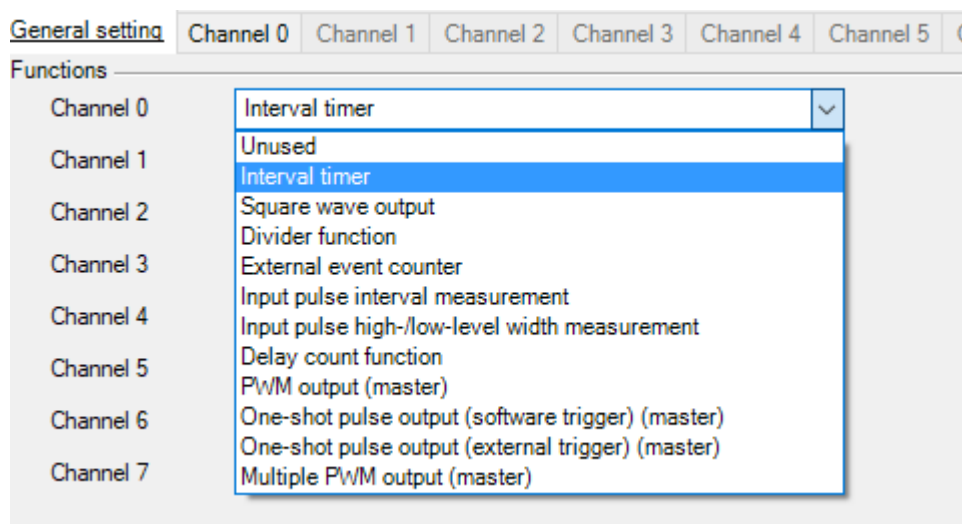 General setting Channel 0 Channel 1 Channel 2 Channel 3 Channel 4 Channel 5
Functions
Channel 0 Interval timer
Channel 1
Channel 2
Channel 3
Channel 4
Channel 5
Channel 6
Channel 7
Unused
Interval timer
Square wave output
Divider function
External event counter
Input pulse interval measurement
Input pulse high-/low-level width measurement
Delay count function
PWM output (master)
One-shot pulse output (software trigger) (master)
One-shot pulse output (external trigger) (master)
Multiple PWM output (master)